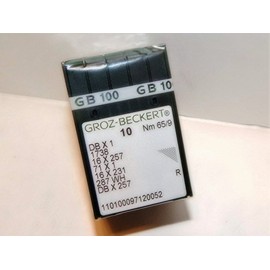 GB 100 GB 10
GROZ-BECKERT®
10 Nm 65/9
DB X 1
1738
16 X 257
71 X 1
16 X 231
287 WH
DB X 257
R
110100097120052